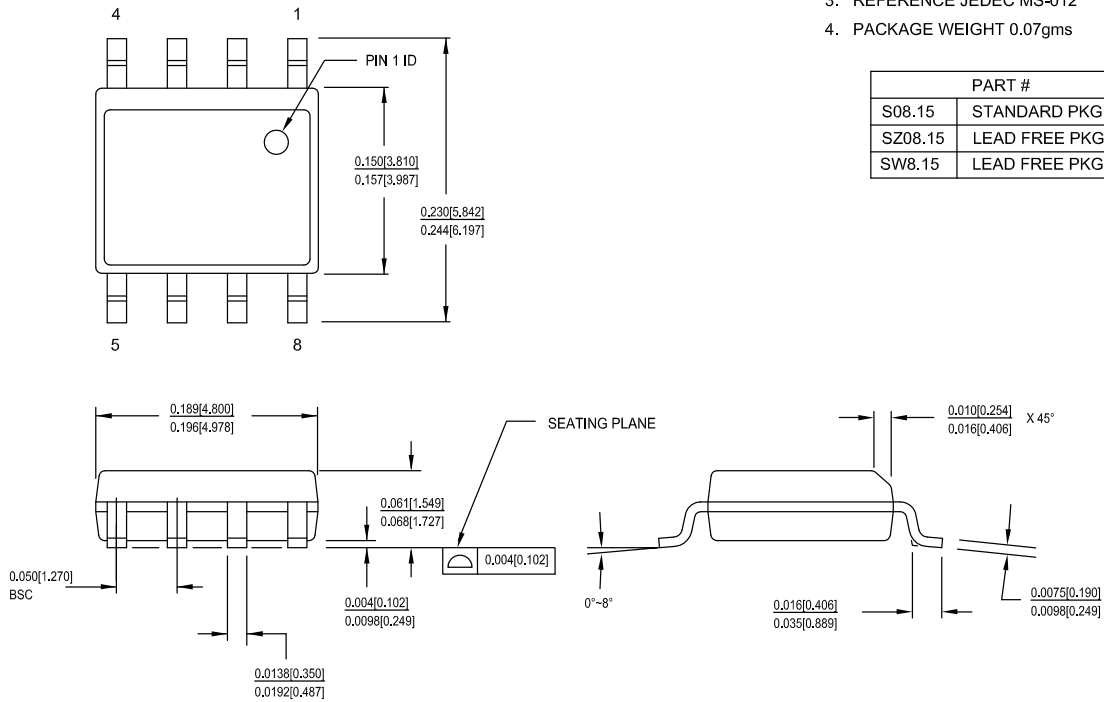 3. REFERENCE JEDEC MS-012
4. PACKAGE WEIGHT 0.07gms
PART #
S08.15 STANDARD PKG
SZ08.15 LEAD FREE PKG
SW8.15 LEAD FREE PKG
4 1
PIN 1 ID
0.150[3.810]
0.157[3.987]
0.230[5.842]
0.244[6.197]
5 8
0.189[4.800]
0.196[4.978]
SEATING PLANE
0.010[0.254]
0.016[0.406]
X 45°
0.061[1.549]
0.068[1.727]
0.004[0.102]
0.050[1.270]
BSC
0.004[0.102]
0.0098[0.249]
0°~8°
0.016[0.406]
0.035[0.889]
0.0075[0.190]
0.0098[0.249]
0.0138[0.350]
0.0192[0.487]